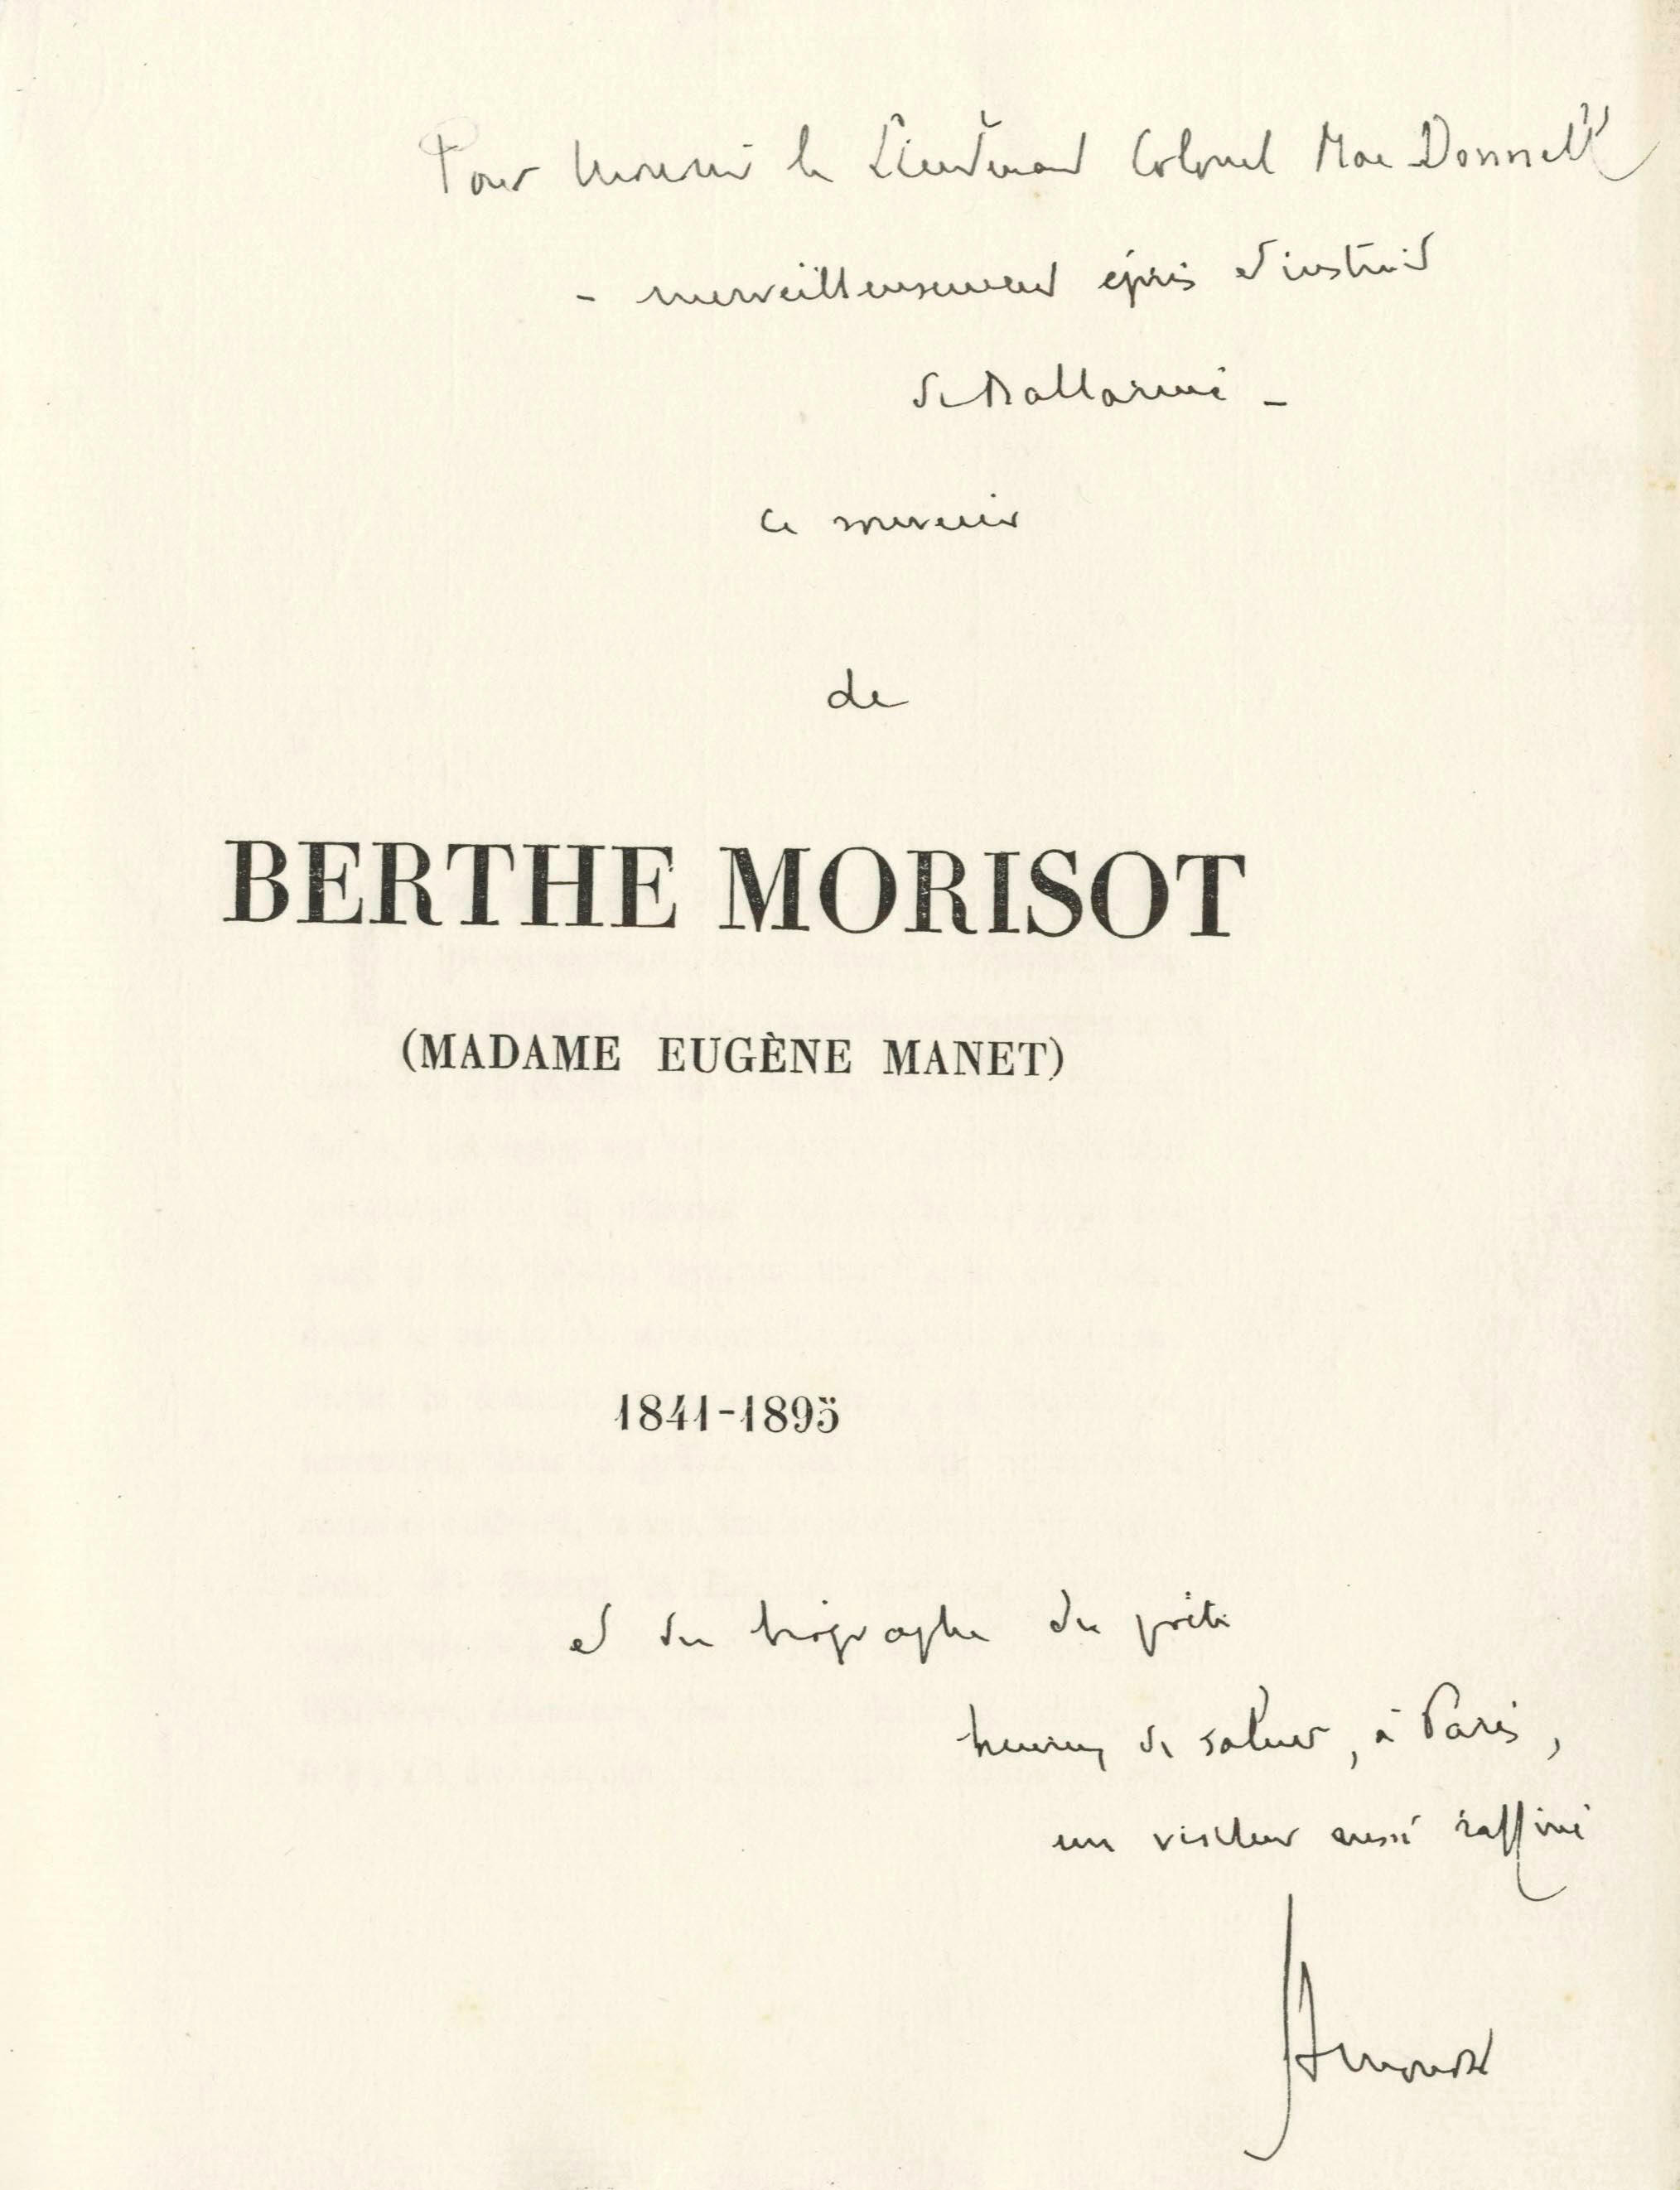 Pour Monsieur le Lieutenant Colonel Mac Donnell
- merveilleusement épris et instruit
de Mallarmé -
ce souvenir
de
BERTHE MORISOT
(MADAME EUGÈNE MANET)
1841-1895
et du biographe du poète
heureux de saluer, à Paris,
un visiteur aussi raffiné